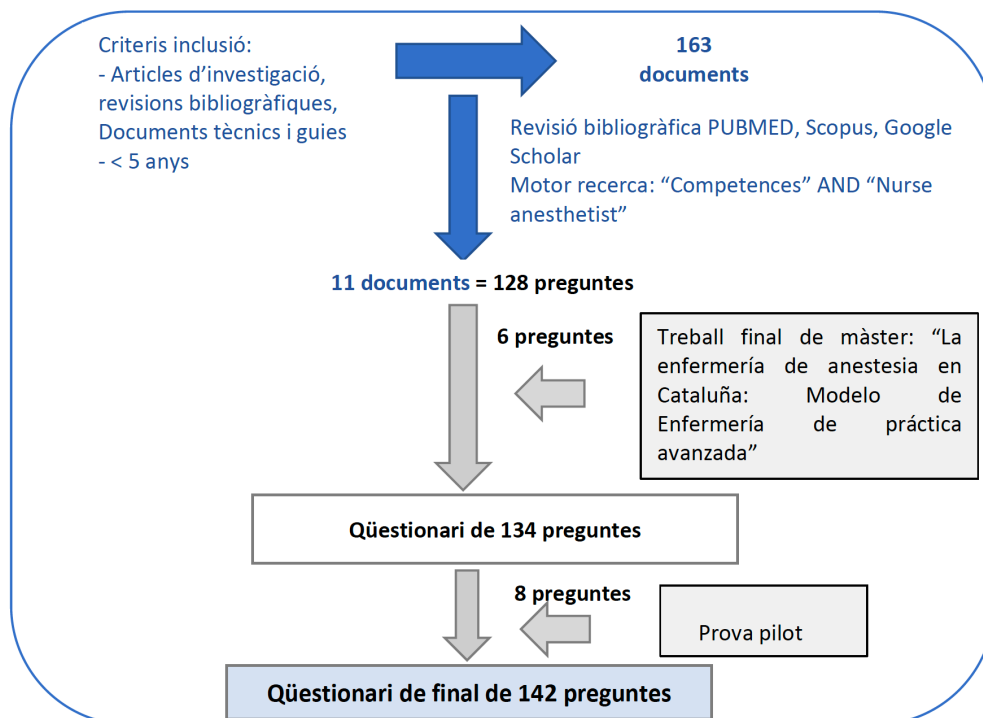 Criteris inclusió:
- Articles d’investigació,
revisions bibliogràfiques,
Documents tècnics i guies
- < 5 anys
163
documents
Revisió bibliogràfica PUBMED, Scopus, Google
Scholar
Motor recerca: “Competences” AND “Nurse
anesthetist”
11 documents = 128 preguntes
6 preguntes
Treball final de màster: “La
enfermería de anestesia en
Cataluña: Modelo de
Enfermería de práctica
avanzada”
Qüestionari de 134 preguntes
8 preguntes
Prova pilot
Qüestionari de final de 142 preguntes